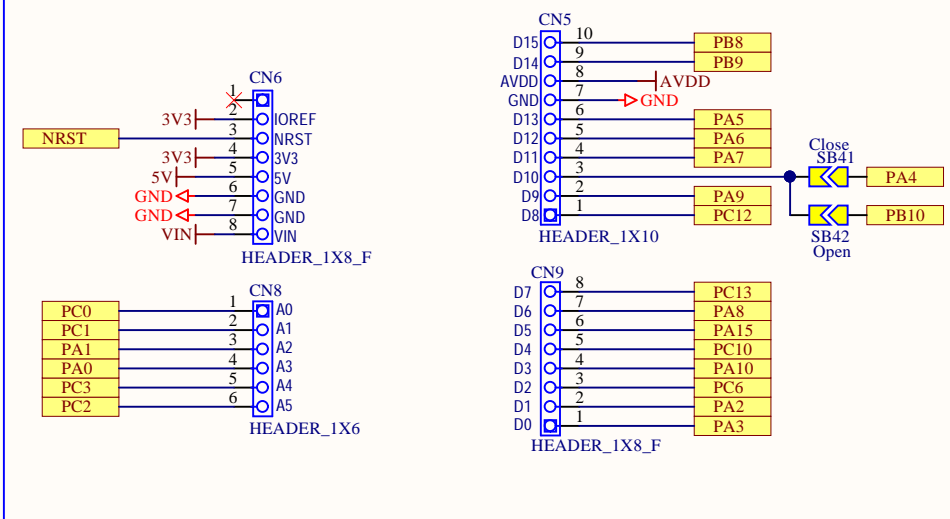 CN6
1
3V3 2 IOREF
NRST 3 NRST
3V3 4 3V3
5V 5 5V
GND 6 GND
GND 7 GND
VIN 8 VIN
HEADER_1X8_F
CN8
PC0 1 A0
PC1 2 A1
PA1 3 A2
PA0 4 A3
PC3 5 A4
PC2 6 A5
HEADER_1X6
CN5
D15 10 PB8
D14 9 PB9
AVDD 8 AVDD
GND 7 GND
D13 6 PA5
D12 5 PA6
D11 4 PA7
Close
SB41
D10 3 PA4
D9 2 PA9
D8 1 PC12
PB10
SB42
Open
HEADER_1X10
CN9
D7 8 PC13
D6 7 PA8
D5 6 PA15
D4 5 PC10
D3 4 PA10
D2 3 PC6
D1 2 PA2
D0 1 PA3
HEADER_1X8_F